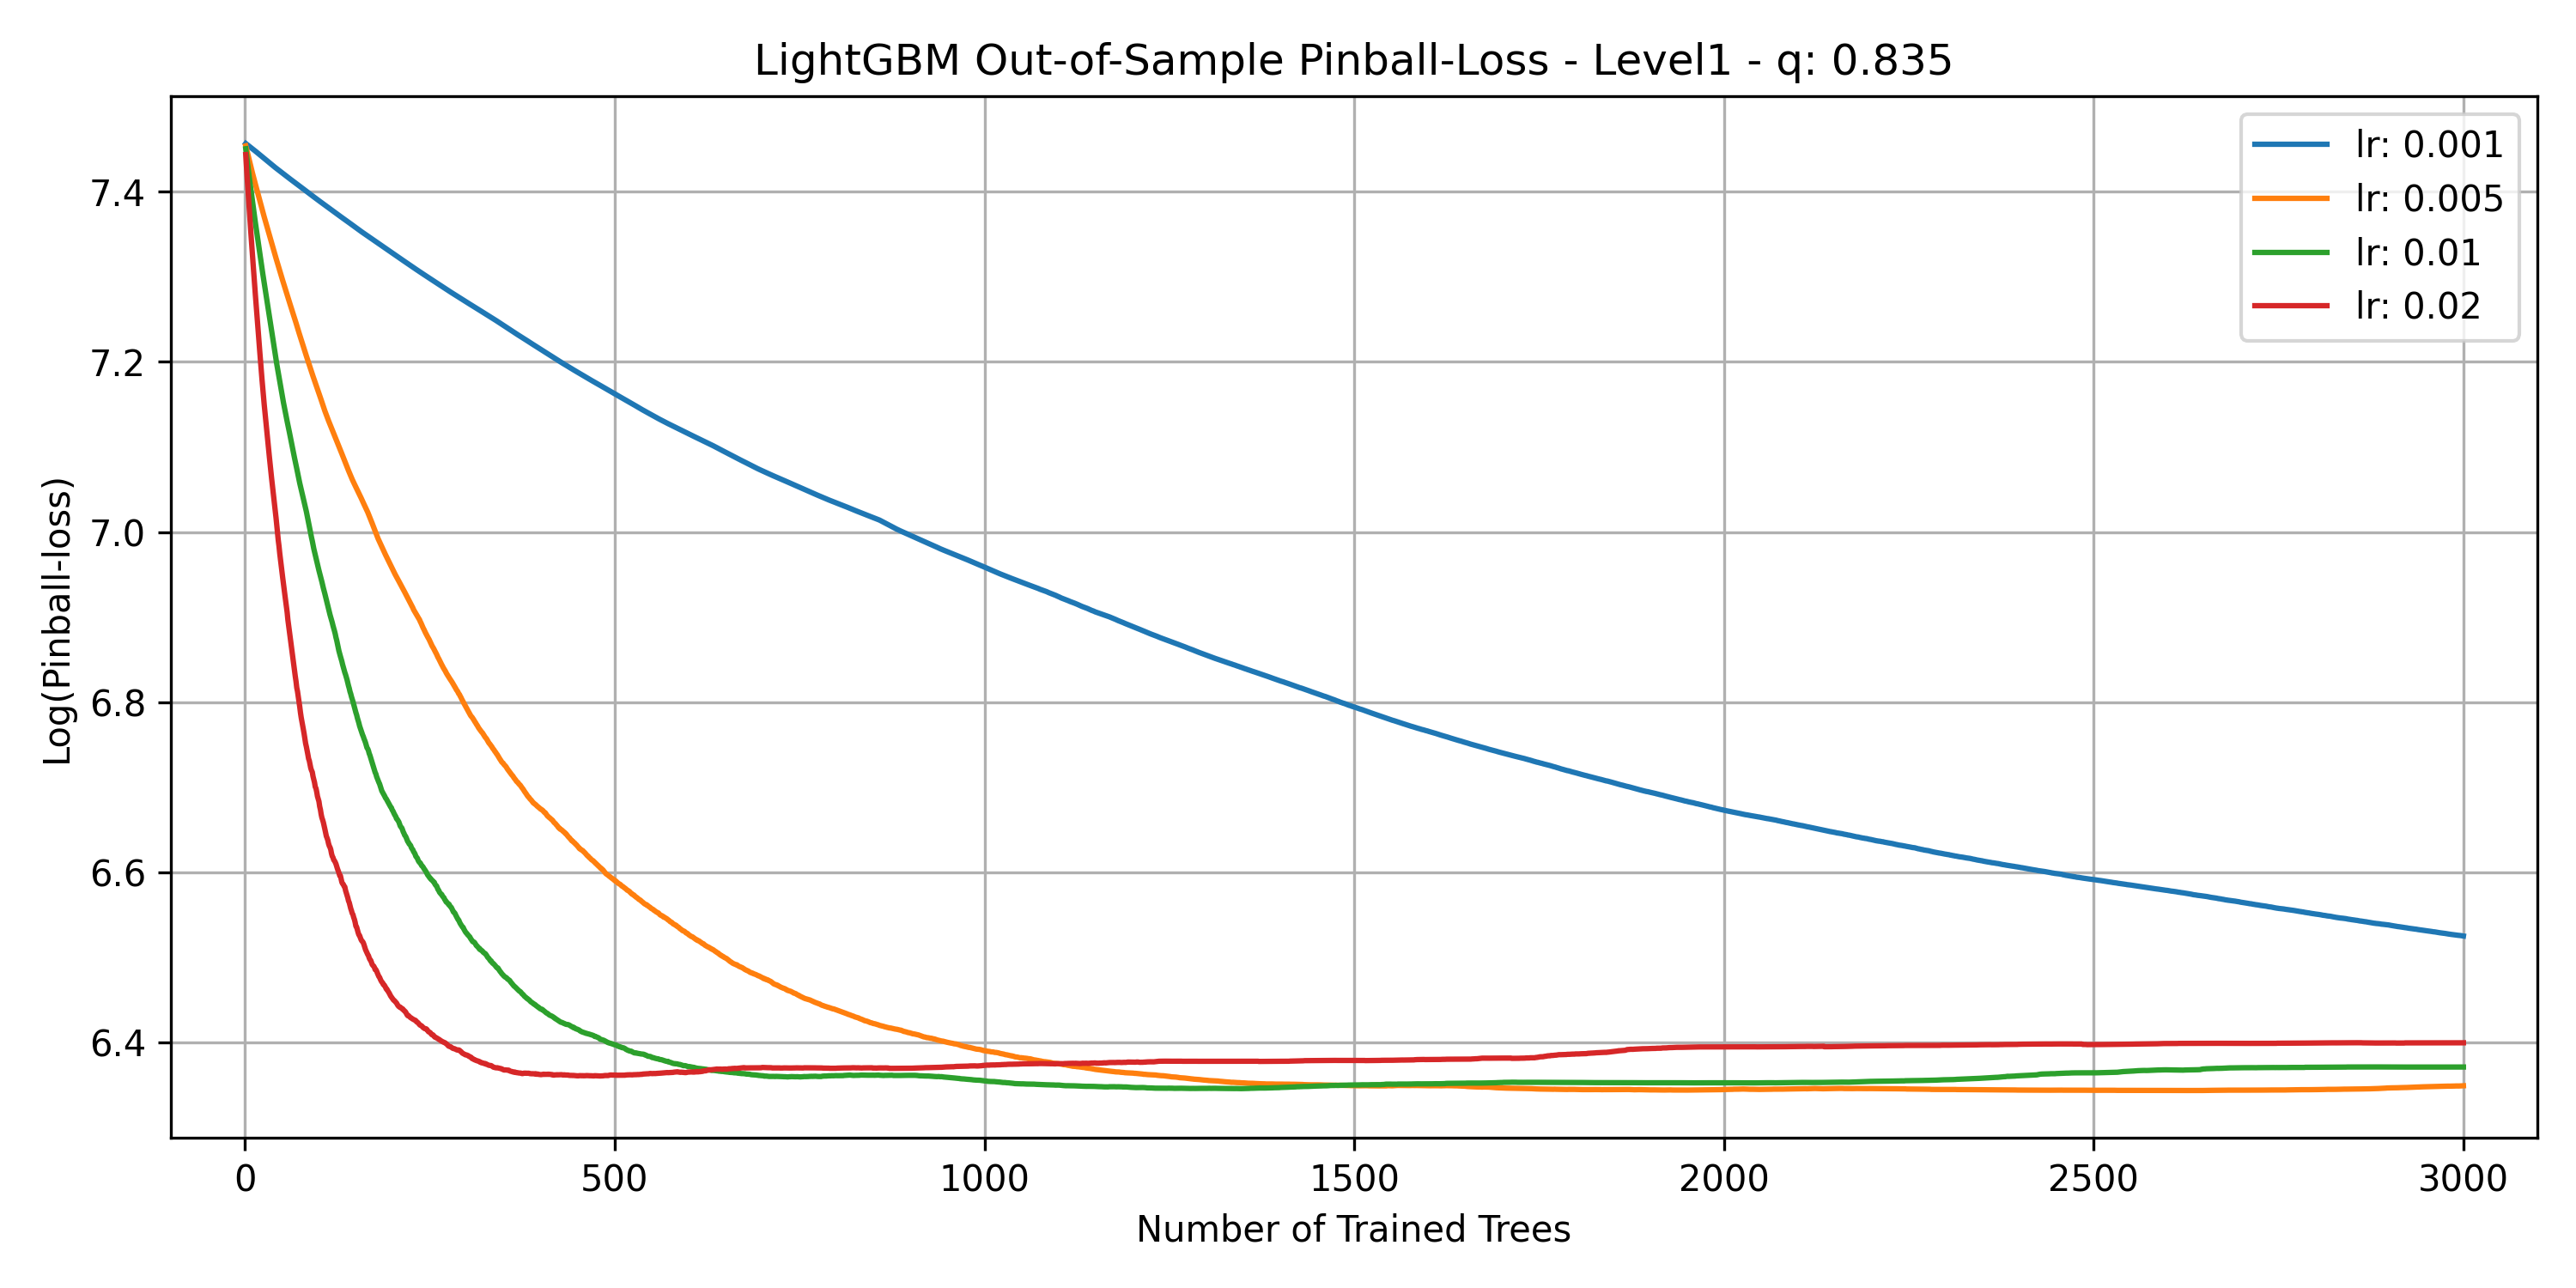 LightGBM Out-of-Sample Pinball-Loss - Level1 - q: 0.835
lr: 0.001
lr: 0.005
lr: 0.01
lr: 0.02
Log(Pinball-loss)
7.4
7.2
7.0
6.8
6.6
6.4
0 500 1000 1500 2000 2500 3000
Number of Trained Trees